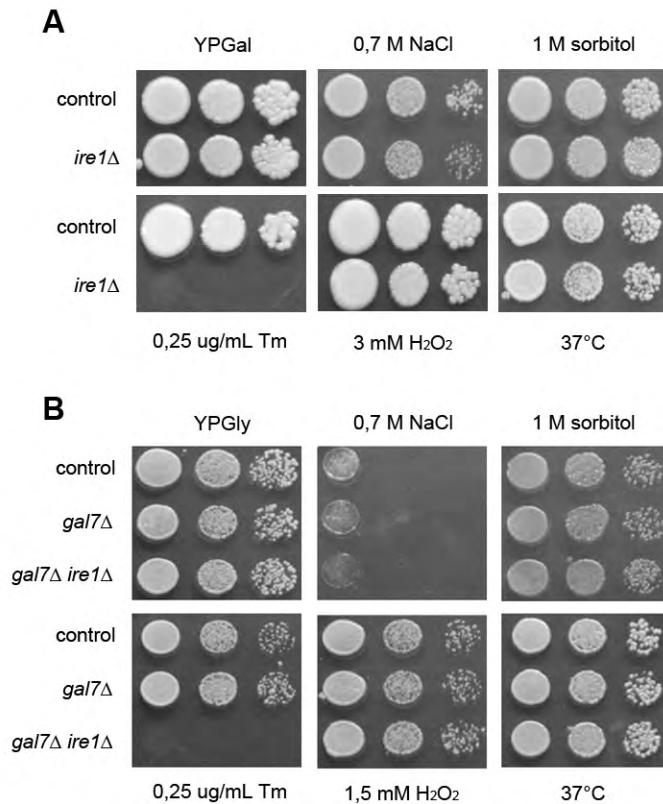 A
YPGal 0,7 M NaCl 1 M sorbitol
control
ire1Δ
control
ire1Δ
0,25 ug/mL Tm 3 mM H₂O₂ 37°C
B
YPGly 0,7 M NaCl 1 M sorbitol
control
gal7Δ
gal7Δ ire1Δ
control
gal7Δ
gal7Δ ire1Δ
0,25 ug/mL Tm 1,5 mM H₂O₂ 37°C